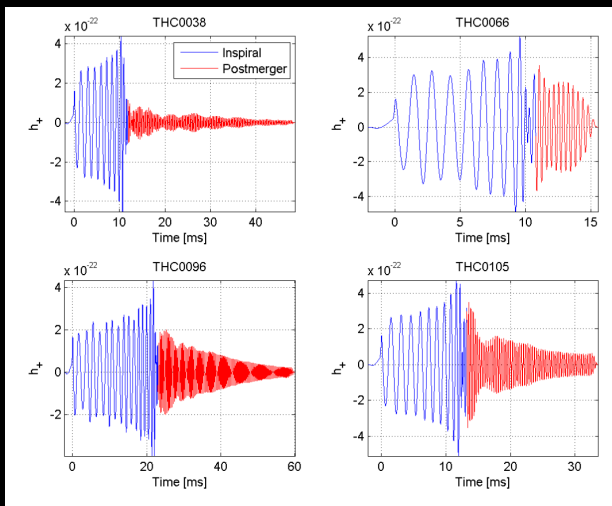 THC0038
x 10^-22
4
2
0
-2
-4
h+
0 10 20 30 40
Time [ms]
Inspiral
Postmerger
THC0066
x 10^-22
4
2
0
-2
-4
h+
0 5 10 15
Time [ms]
THC0096
x 10^-22
4
2
0
-2
h+
0 20 40 60
Time [ms]
THC0105
x 10^-22
4
2
0
-2
-4
h+
0 10 20 30
Time [ms]